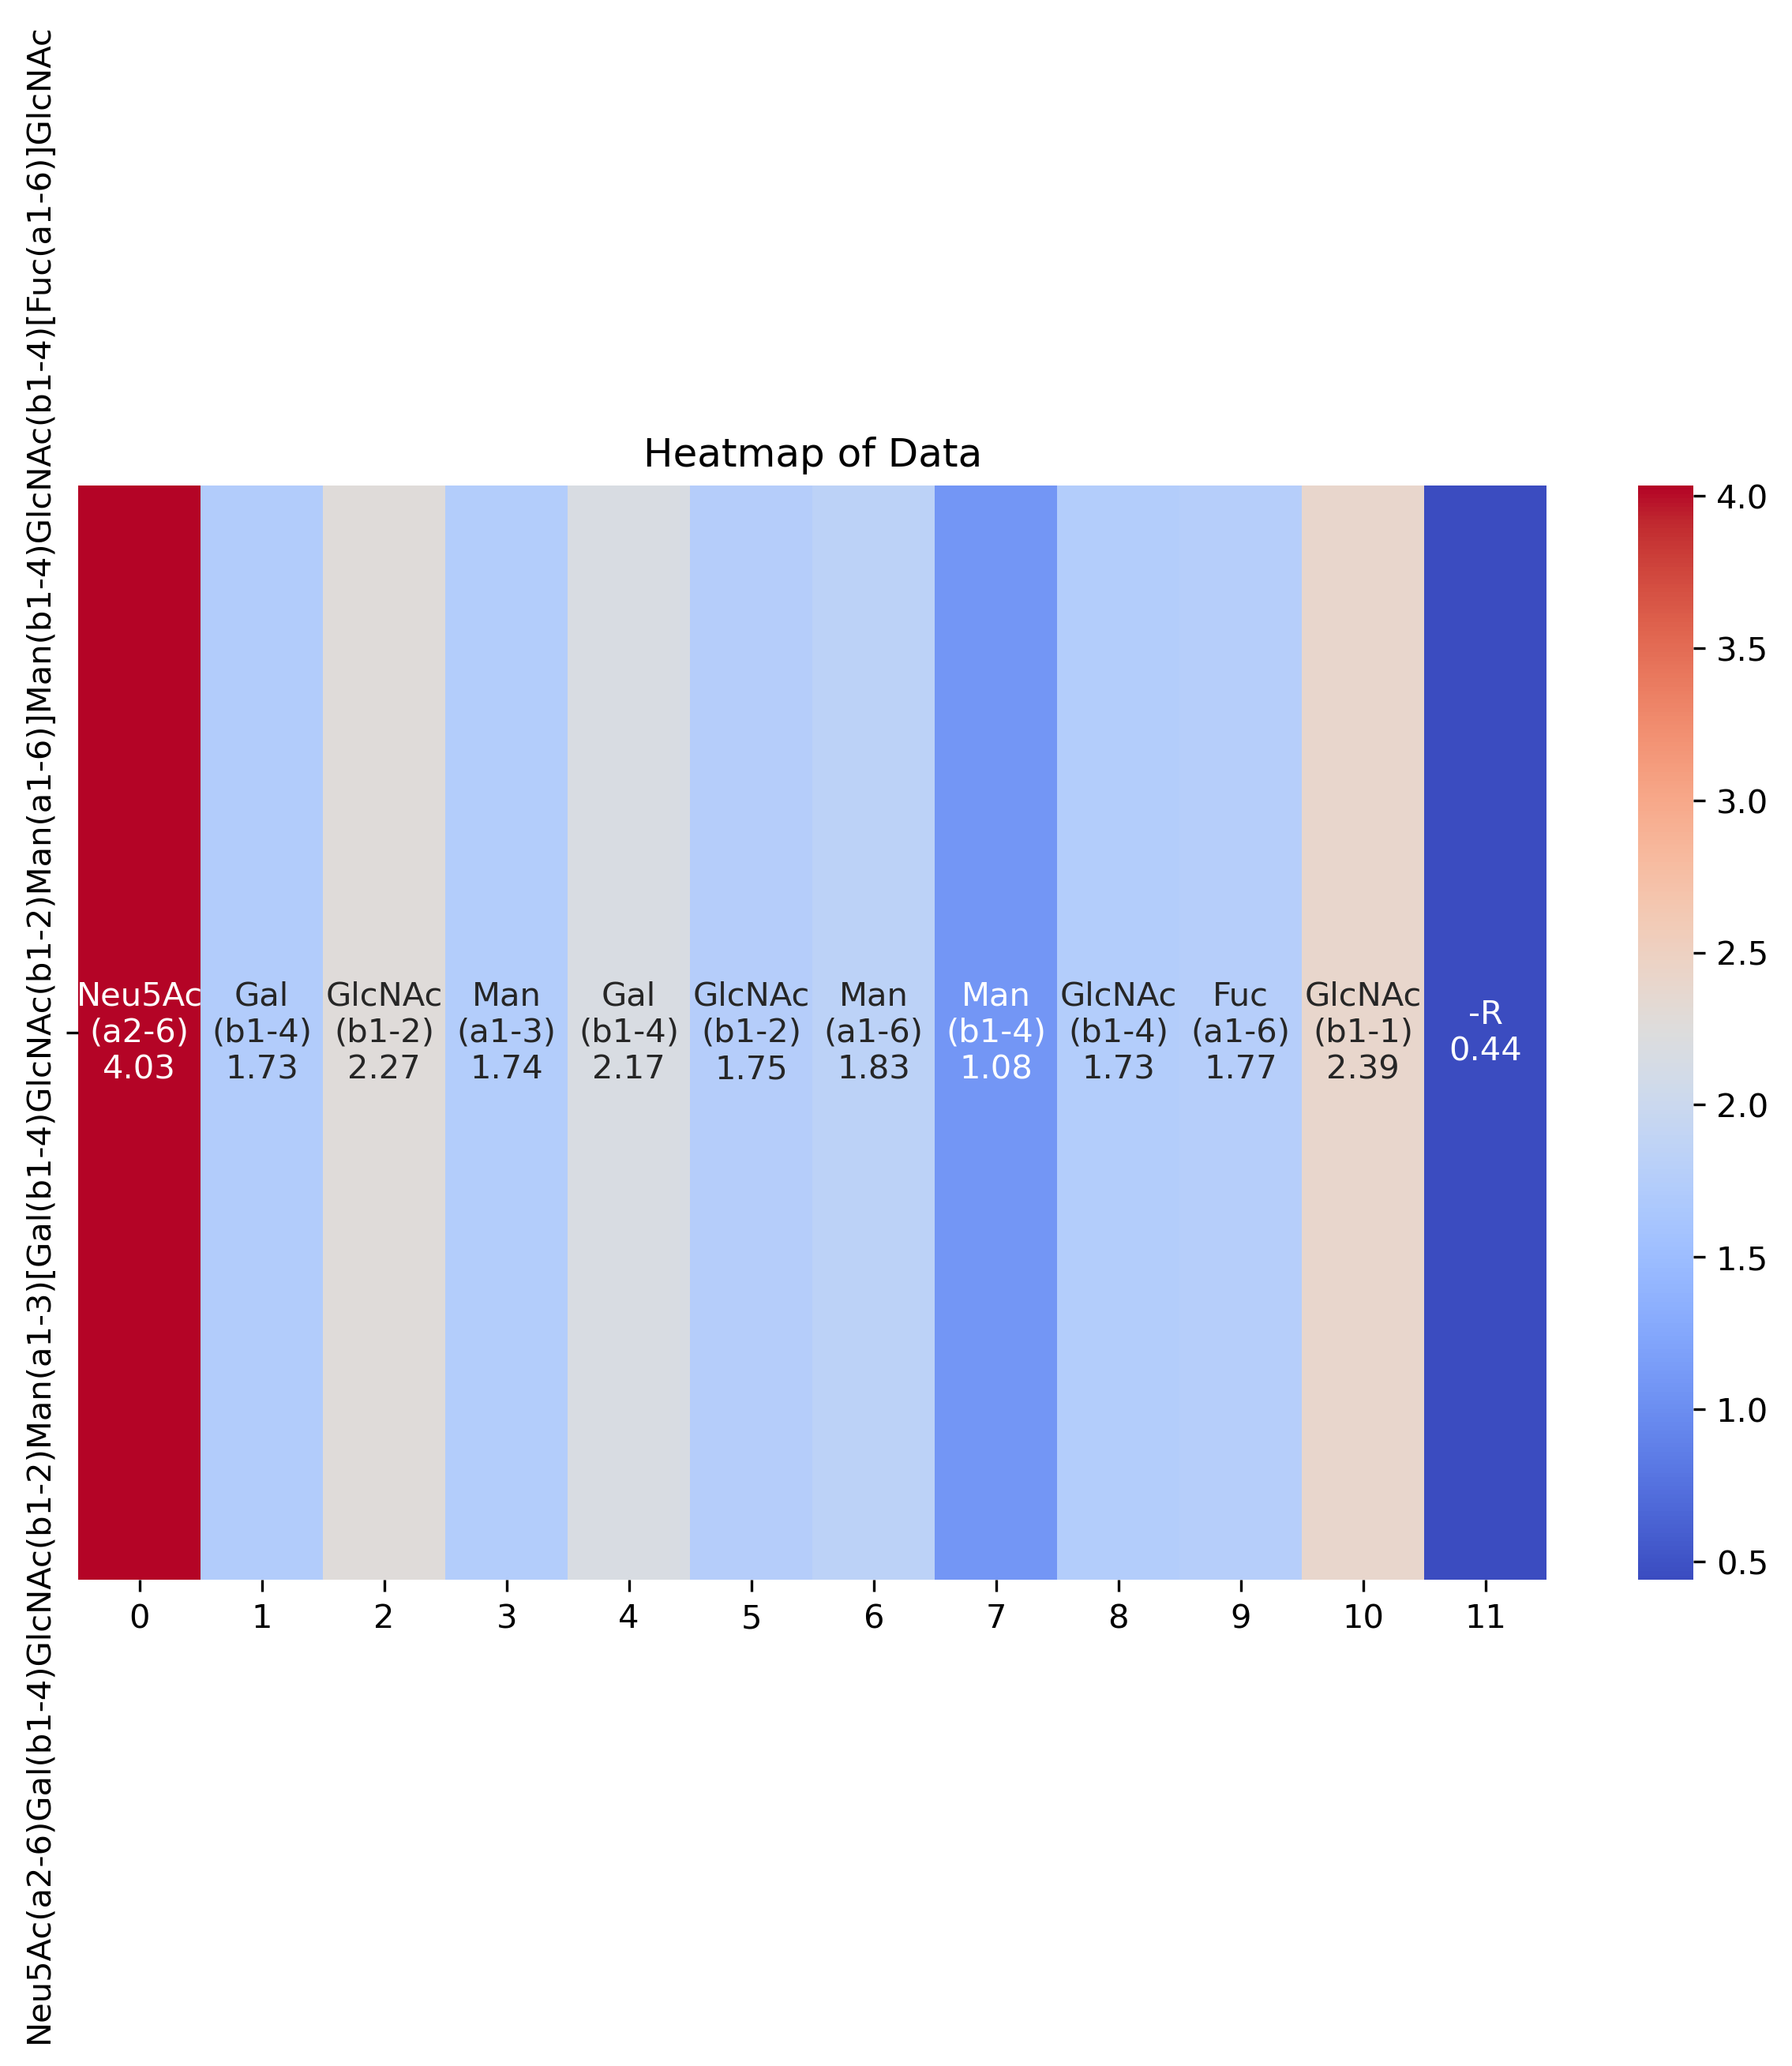 Heatmap of Data
Neu5Ac(a2-6)Gal(b1-4)GlcNAc(b1-2)Man(a1-3)[Gal(b1-4)GlcNAc(b1-2)Man(a1-6)]Man(b1-4)GlcNAc(b1-4)[Fuc(a1-6)]GlcNAc
Neu5Ac
(a2-6)
4.03
Gal
(b1-4)
1.73
GlcNAc
(b1-2)
2.27
Man
(a1-3)
1.74
Gal
(b1-4)
2.17
GlcNAc
(b1-2)
1.75
Man
(a1-6)
1.83
Man
(b1-4)
1.08
GlcNAc
(b1-4)
1.73
Fuc
(a1-6)
1.77
GlcNAc
(b1-1)
2.39
-R
0.44
0 1 2 3 4 5 6 7 8 9 10 11
4.0
3.5
3.0
2.5
2.0
1.5
1.0
0.5